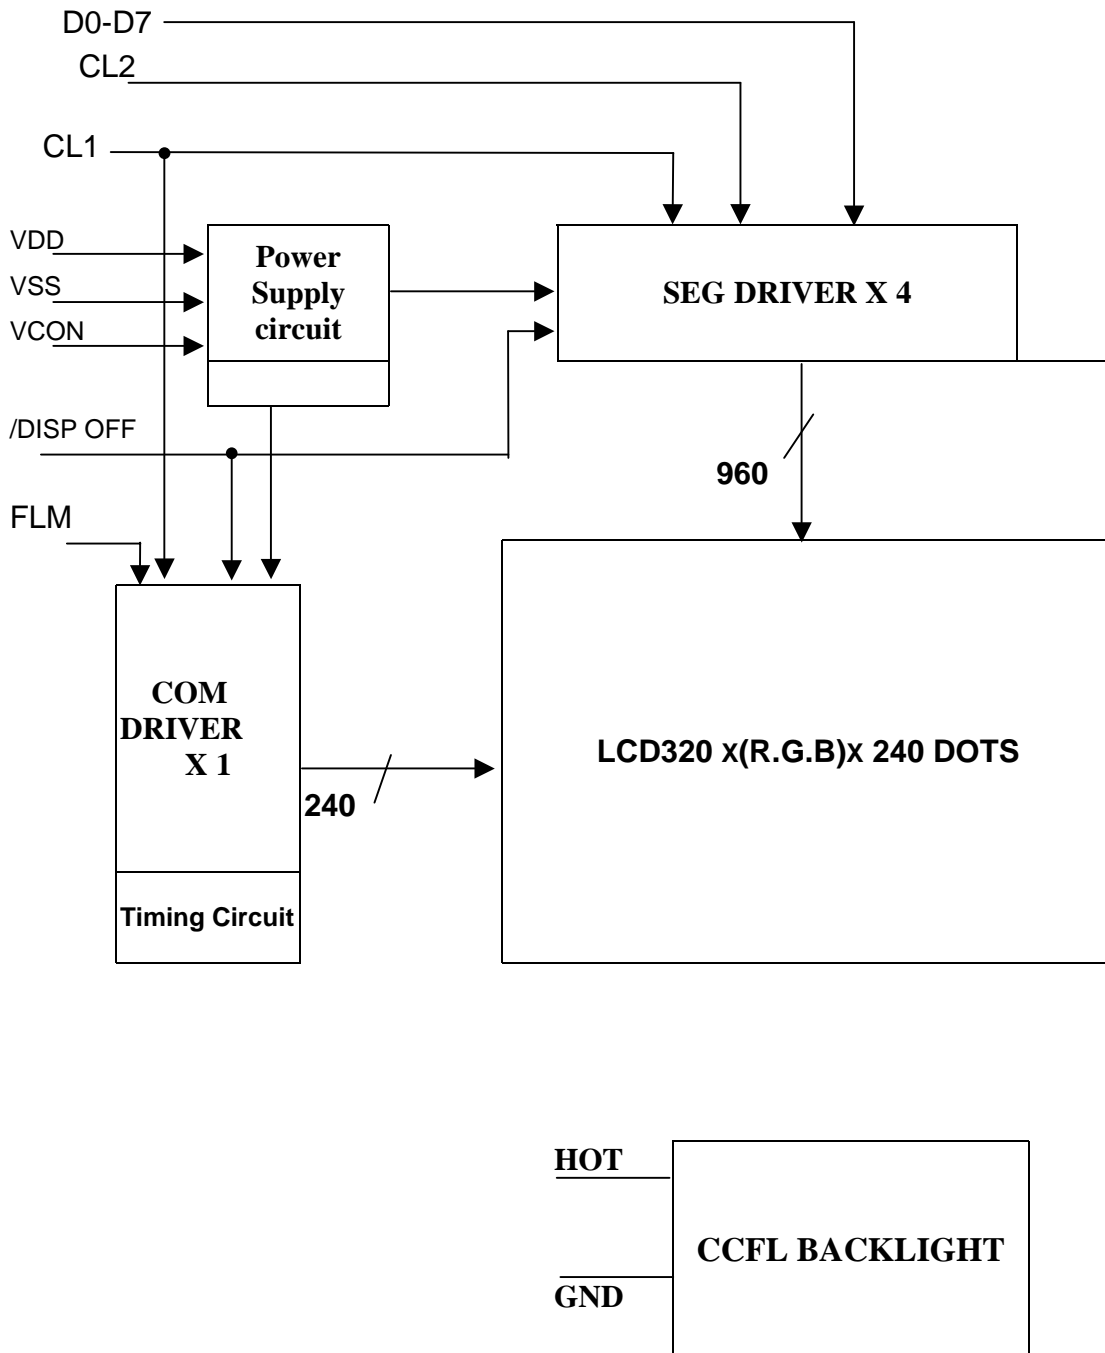 D0-D7
CL2
CL1
VDD
VSS
VCON
Power
Supply
circuit
SEG DRIVER X 4
/DISP OFF
960
FLM
COM
DRIVER
X 1
240
LCD320 x(R.G.B)x 240 DOTS
Timing Circuit
HOT
CCFL BACKLIGHT
GND